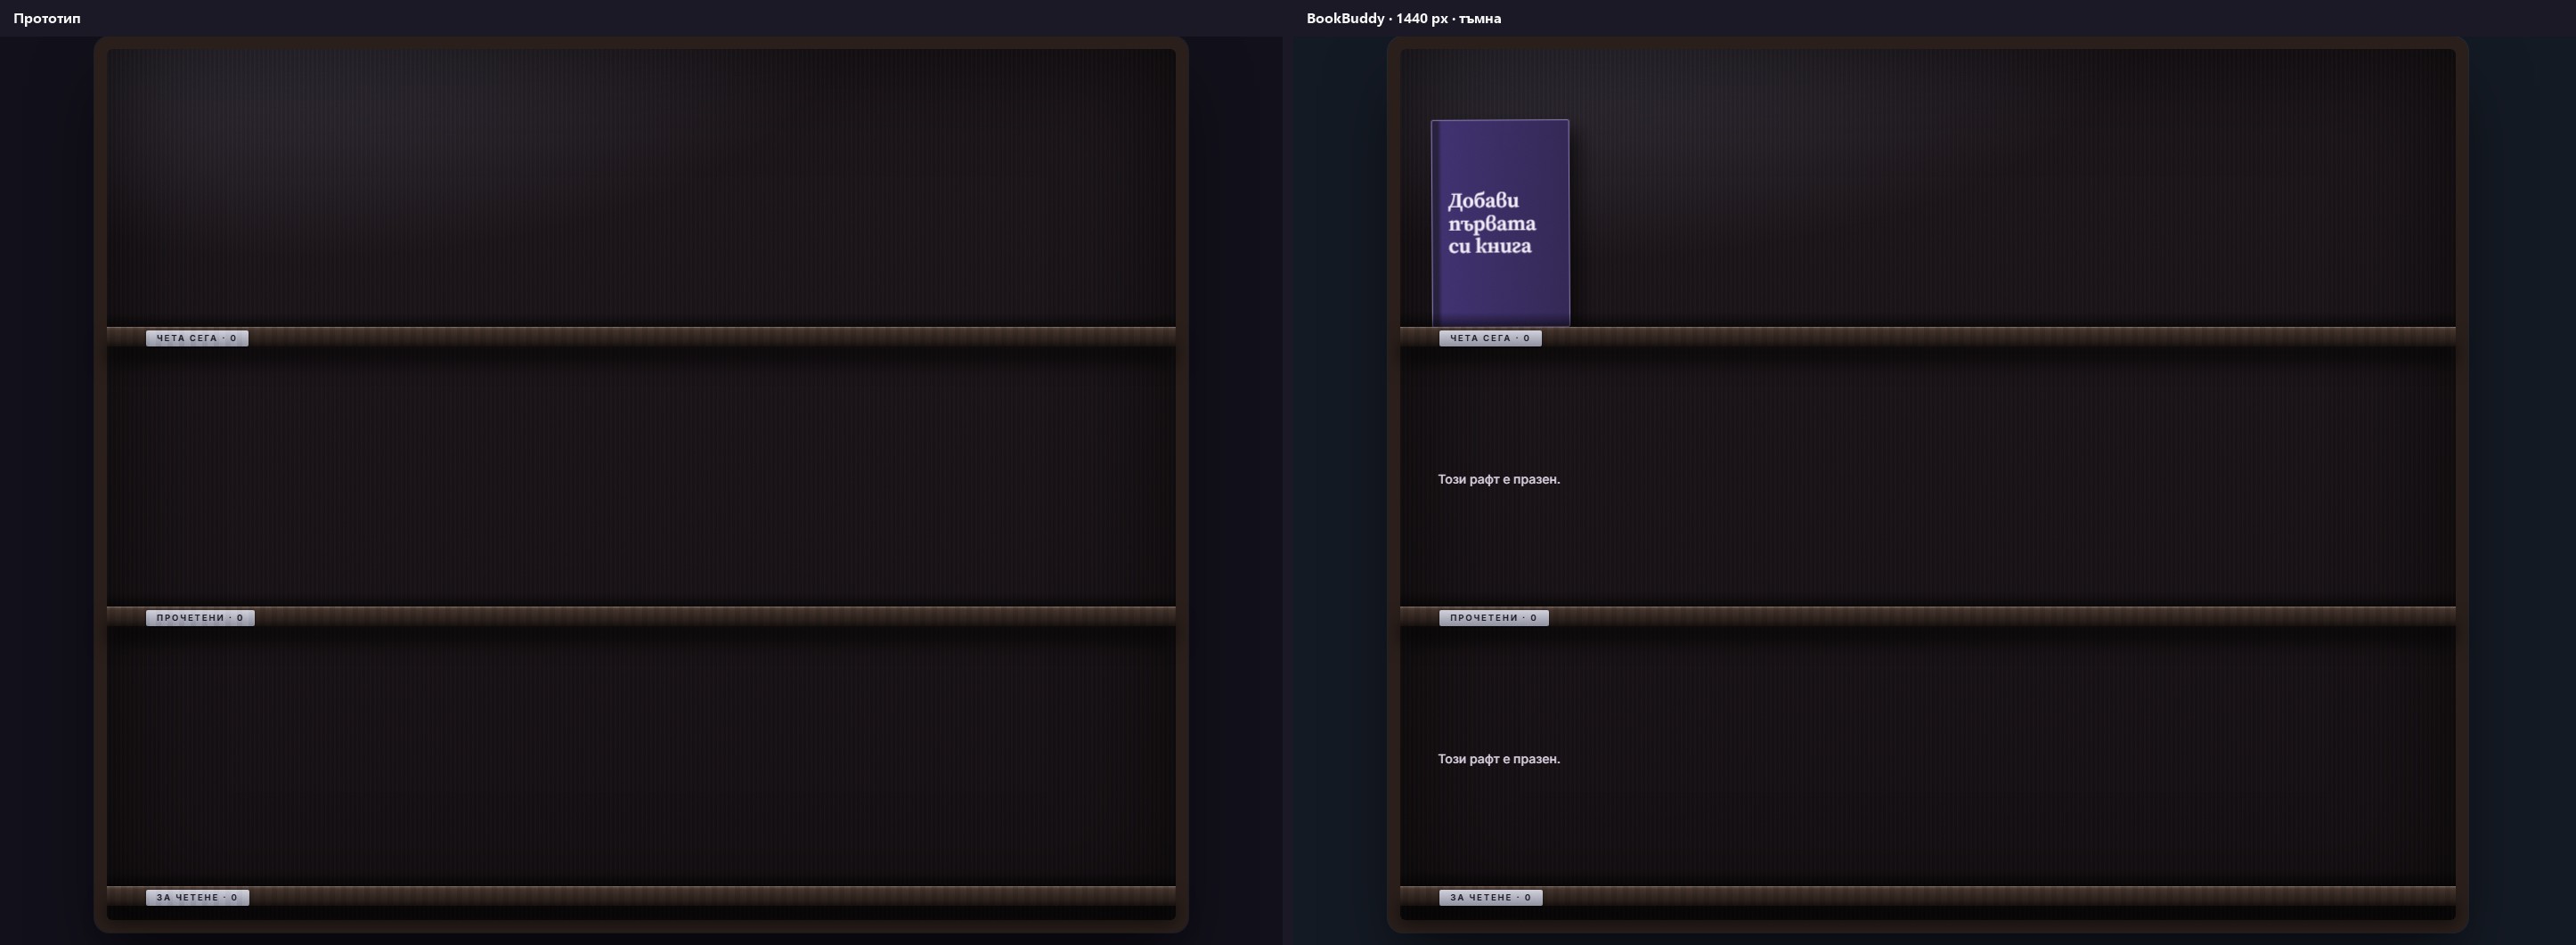 Прототип
ЧЕТА СЕГА · 0
ПРОЧЕТЕНИ · 0
ЗА ЧЕТЕНЕ · 0
BookBuddy · 1440 px · тъмна
Добави
първата
си книга
ЧЕТА СЕГА · 0
Този рафт е празен.
ПРОЧЕТЕНИ · 0
Този рафт е празен.
ЗА ЧЕТЕНЕ · 0